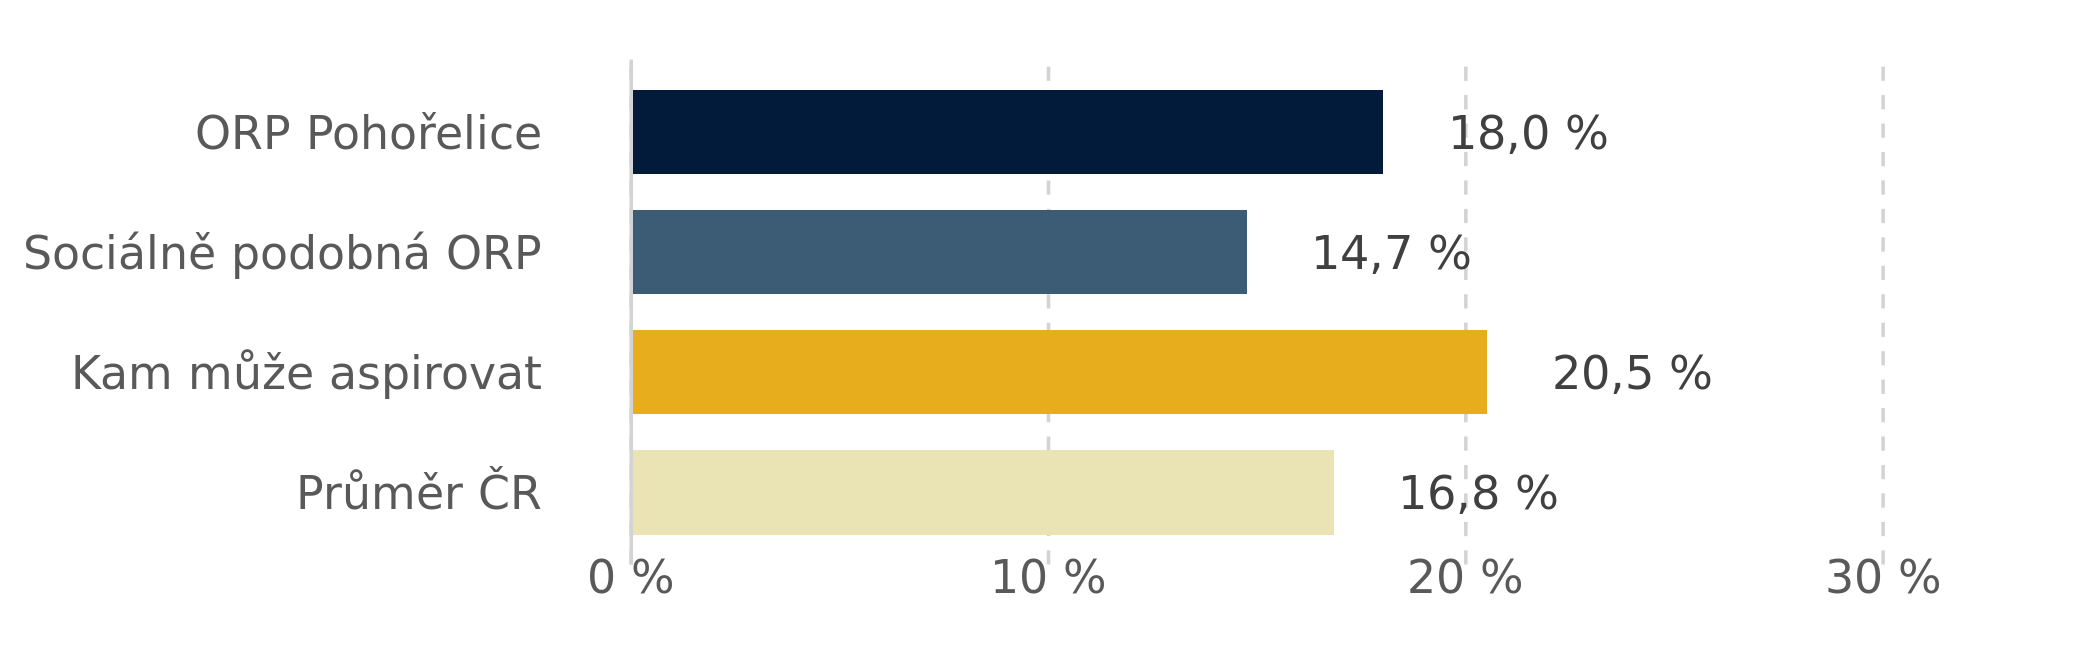 ORP Pohořelice 18,0 %
Sociálně podobná ORP 14,7 %
Kam může aspirovat 20,5 %
Průměr ČR 16,8 %
0 % 10 % 20 % 30 %